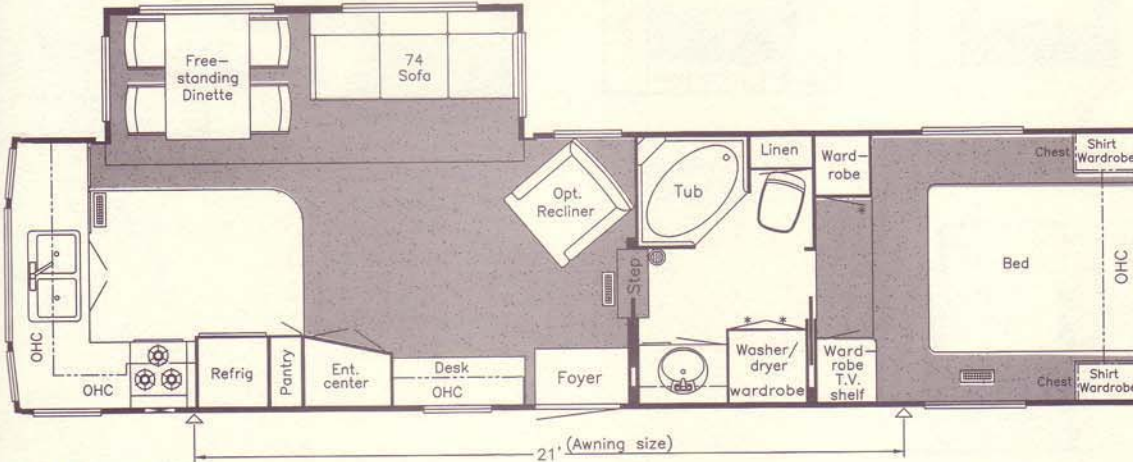 Free-
standing
Dinette
74
Sofa
Opt.
Recliner
Tub
Linen
Ward-
robe
Chest
Shirt
Wardrobe
Bed
OHC
Step
OHC
OHC
Refrig
Pantry
Ent.
center
Desk
OHC
Foyer
*
* *
Washer/
dryer
wardrobe
Ward-
robe
T.V.
shelf
Chest
Shirt
Wardrobe
21' (Awning size)